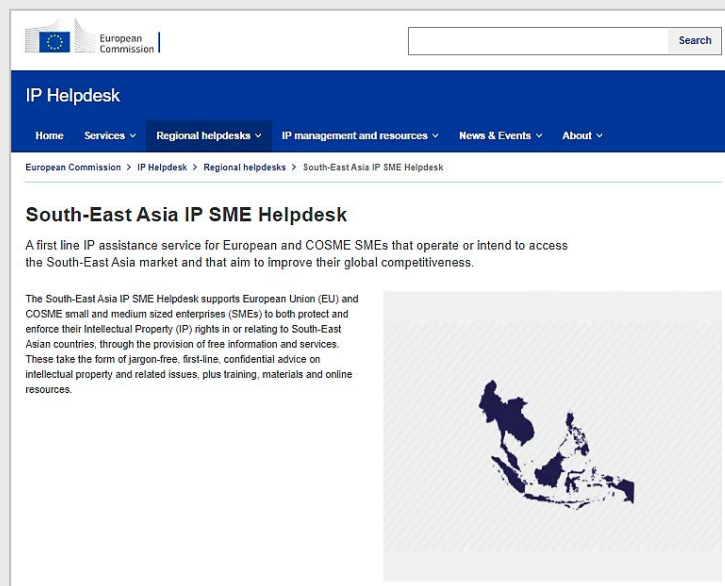 European
Commission
Search
IP Helpdesk
Home Services Regional helpdesks IP management and resources News & Events About
European Commission > IP Helpdesk > Regional helpdesks > South-East Asia IP SME Helpdesk
South-East Asia IP SME Helpdesk
A first line IP assistance service for European and COSME SMEs that operate or intend to access
the South-East Asia market and that aim to improve their global competitiveness.
The South-East Asia IP SME Helpdesk supports European Union (EU) and
COSME small and medium sized enterprises (SMEs) to both protect and
enforce their Intellectual Property (IP) rights in or relating to South-East
Asian countries, through the provision of free information and services.
These take the form of jargon-free, first-line, confidential advice on
intellectual property and related issues, plus training, materials and online
resources.